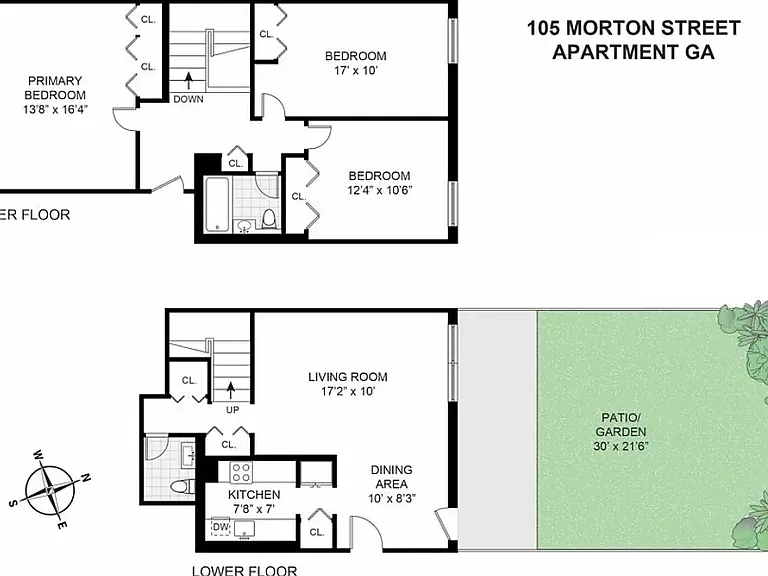 105 MORTON STREET
APARTMENT GA
CL.
CL.
CL.
BEDROOM
17' x 10'
PRIMARY
BEDROOM
13'8" x 16'4"
DOWN
CL.
BEDROOM
12'4" x 10'6"
CL.
ER FLOOR
CL.
LIVING ROOM
17'2" x 10'
UP
CL.
PATIO/
GARDEN
30' x 21'6"
DINING
AREA
10' x 8'3"
KITCHEN
7'8" x 7'
DW
CL.
W
N
S
E
LOWER FLOOR